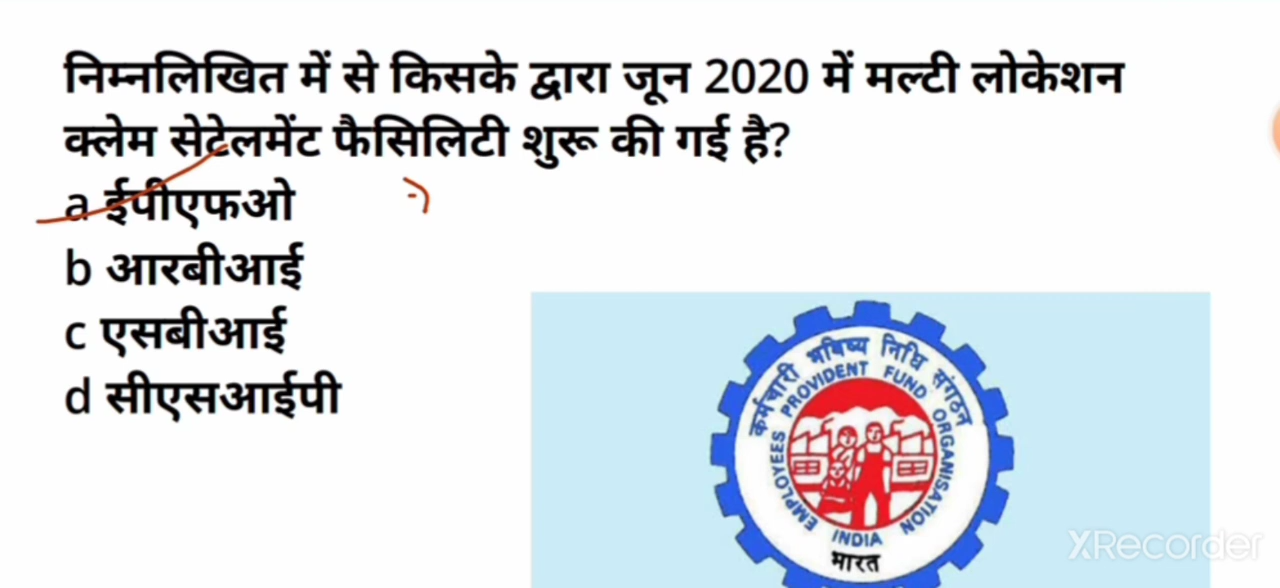 निम्नलिखित में से किसके द्वारा जून 2020 में मल्टी लोकेशन
क्लेम सेटेलमेंट फैसिलिटी शुरू की गई है?
a ईपीएफओ
b आरबीआई
c एसबीआई
d सीएसआईपी
कर्मचारी भविष्य निधि संगठन
EMPLOYEES PROVIDENT FUND ORGANISATION
INDIA
भारत
XRecorder